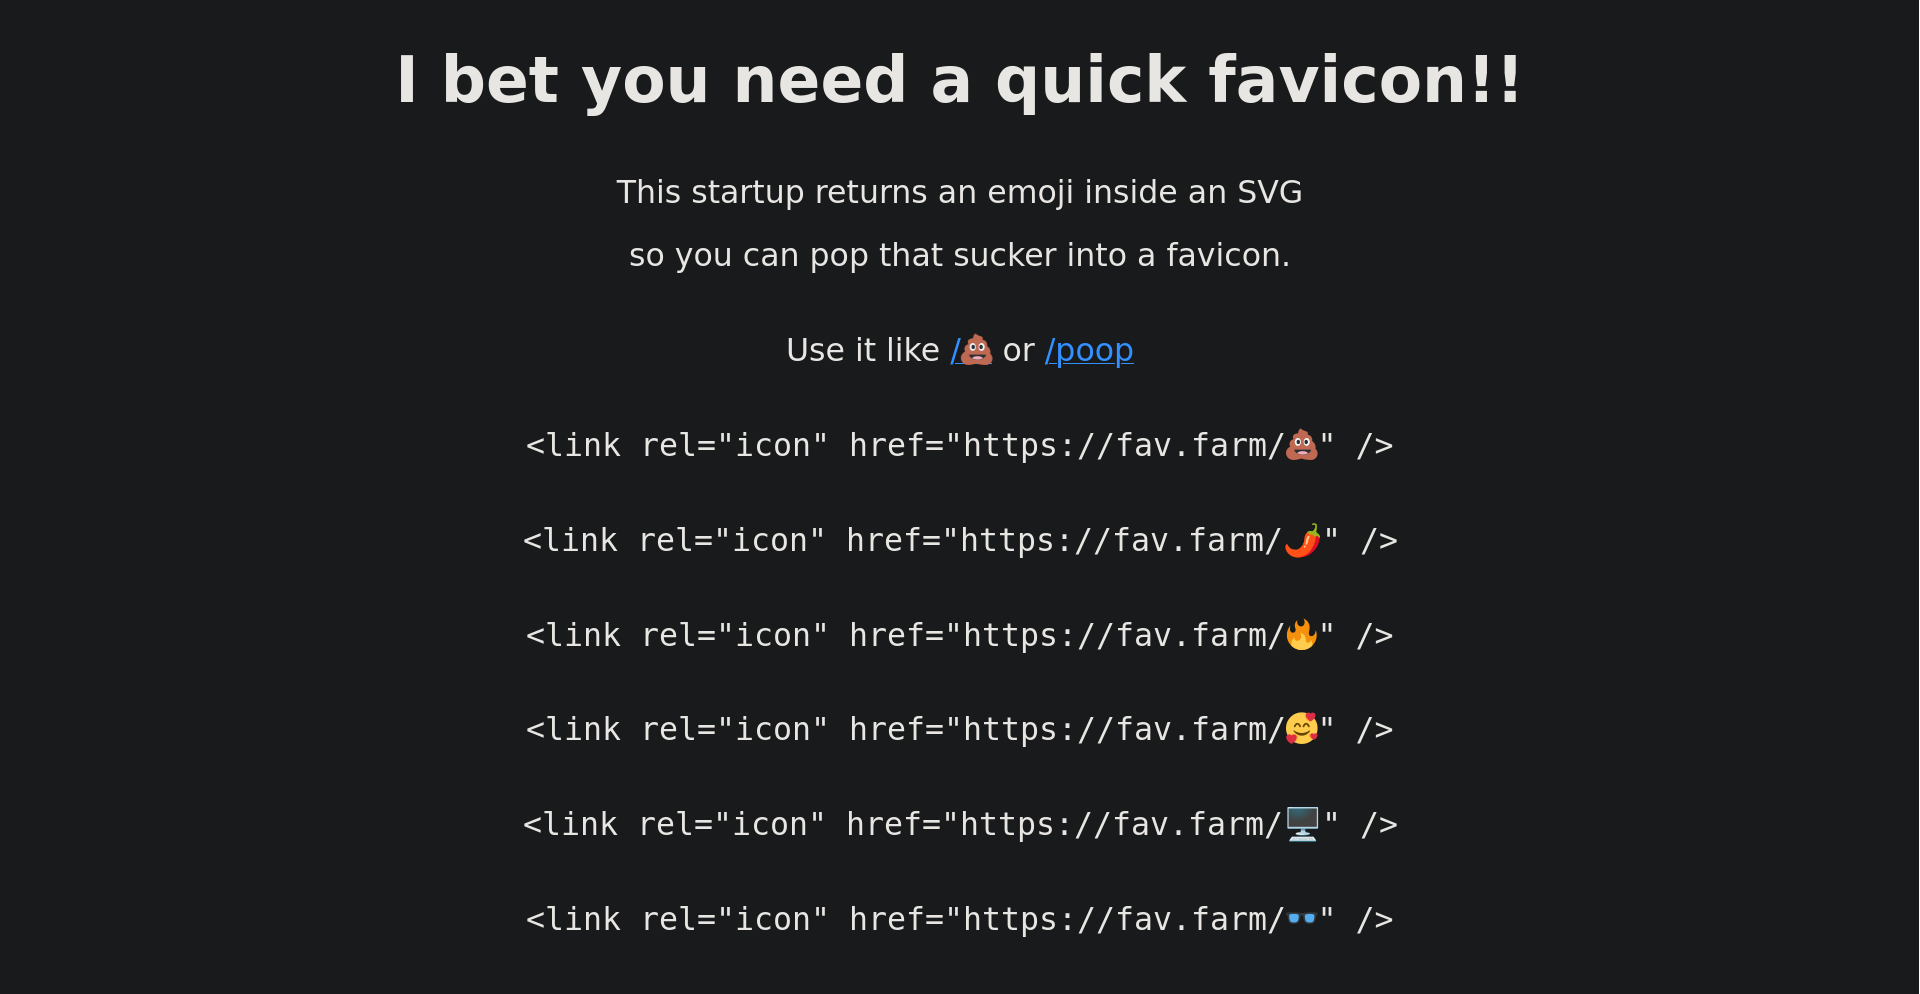 I bet you need a quick favicon!!
This startup returns an emoji inside an SVG
so you can pop that sucker into a favicon.
Use it like /💩 or /poop
<link rel="icon" href="https://fav.farm/💩" />
<link rel="icon" href="https://fav.farm/🌶️" />
<link rel="icon" href="https://fav.farm/🔥" />
<link rel="icon" href="https://fav.farm/🥰" />
<link rel="icon" href="https://fav.farm/🖥️" />
<link rel="icon" href="https://fav.farm/👓" />